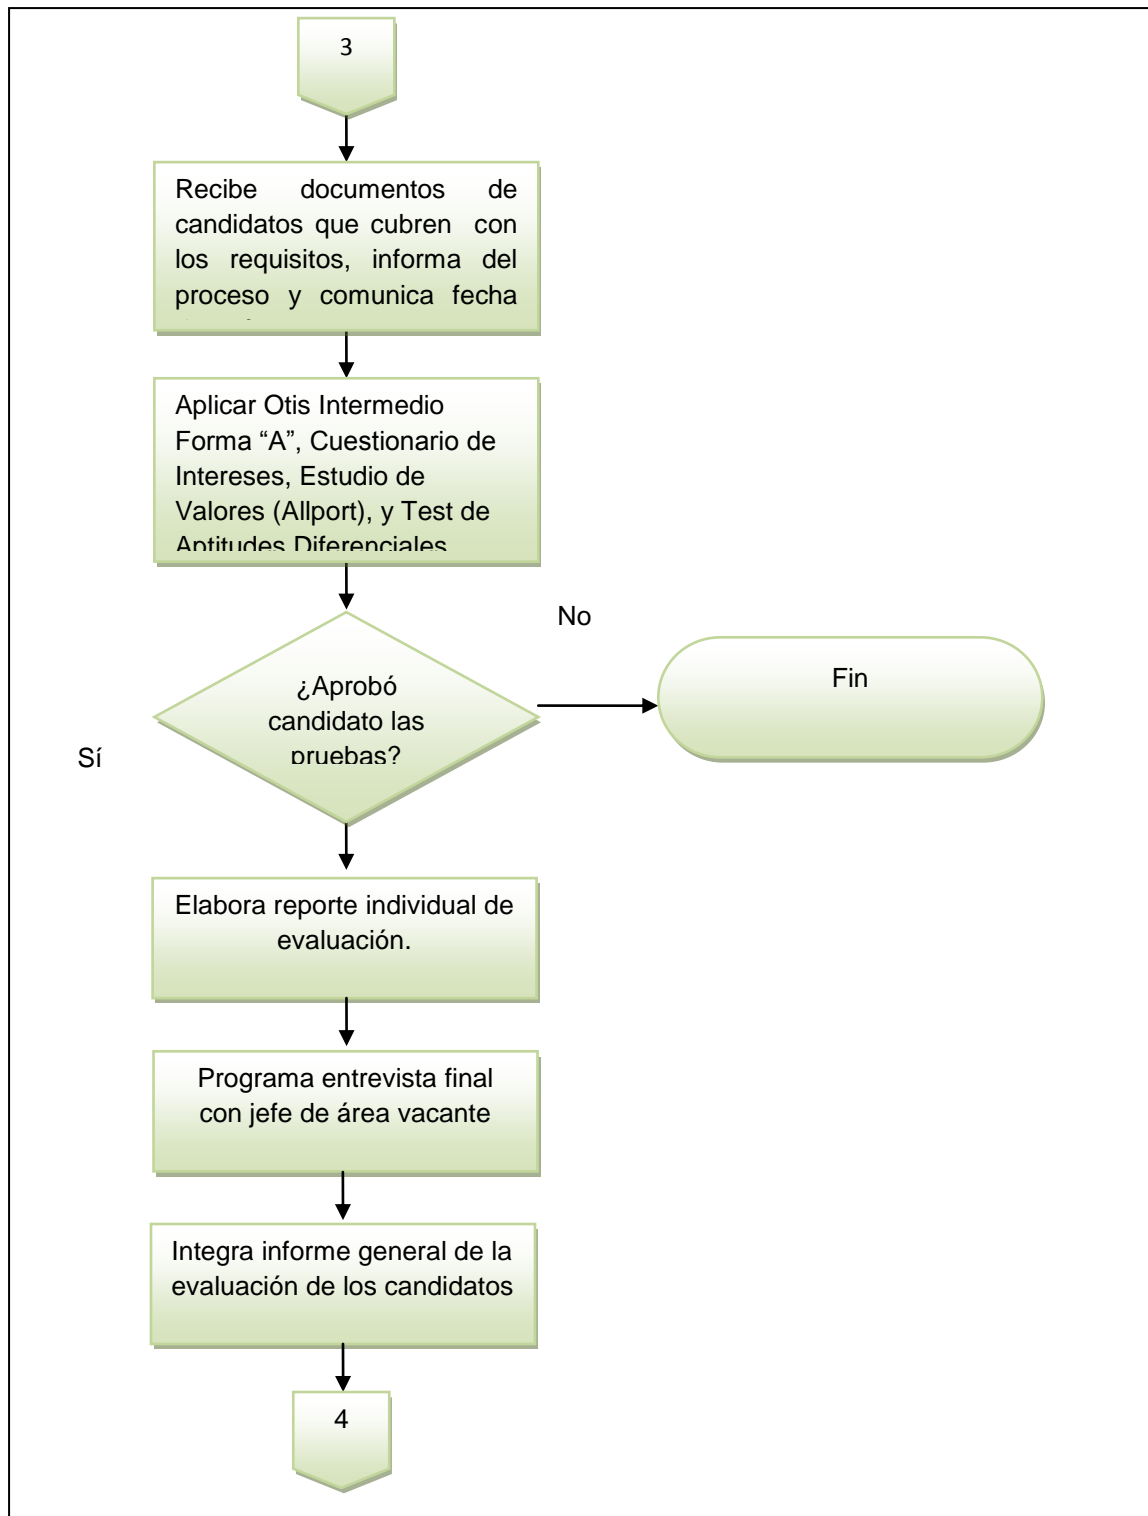 3
Recibe documentos de
candidatos que cubren con
los requisitos, informa del
proceso y comunica fecha
Aplicar Otis Intermedio
Forma “A”, Cuestionario de
Intereses, Estudio de
Valores (Allport), y Test de
Aptitudes Diferenciales
No
¿Aprobó
candidato las
pruebas?
Fin
Sí
Elabora reporte individual de
evaluación.
Programa entrevista final
con jefe de área vacante
Integra informe general de la
evaluación de los candidatos
4